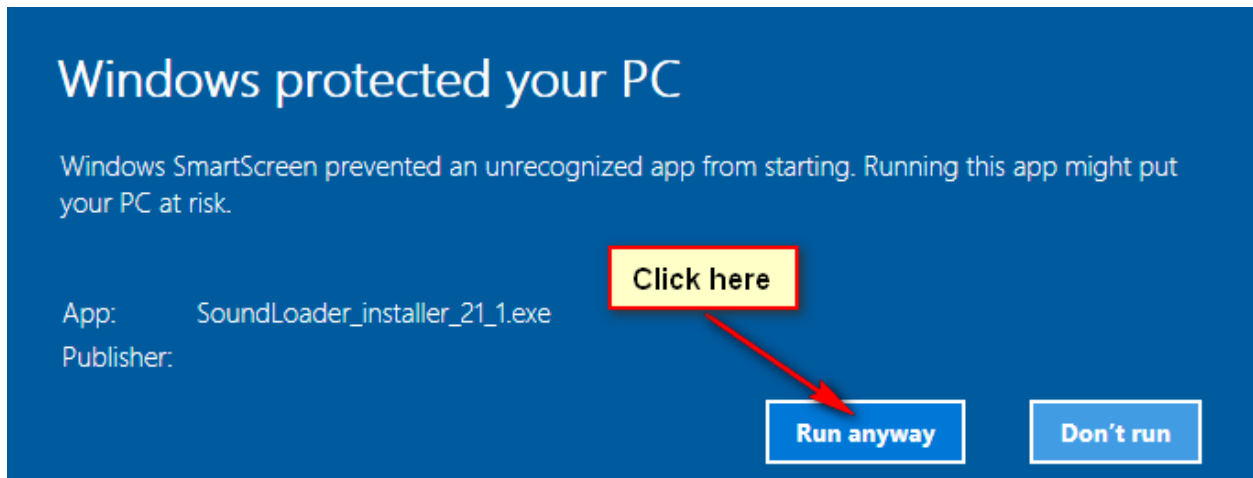 Windows protected your PC
Windows SmartScreen prevented an unrecognized app from starting. Running this app might put
your PC at risk.
Click here
App: SoundLoader_installer_21_1.exe
Publisher:
Run anyway Don't run